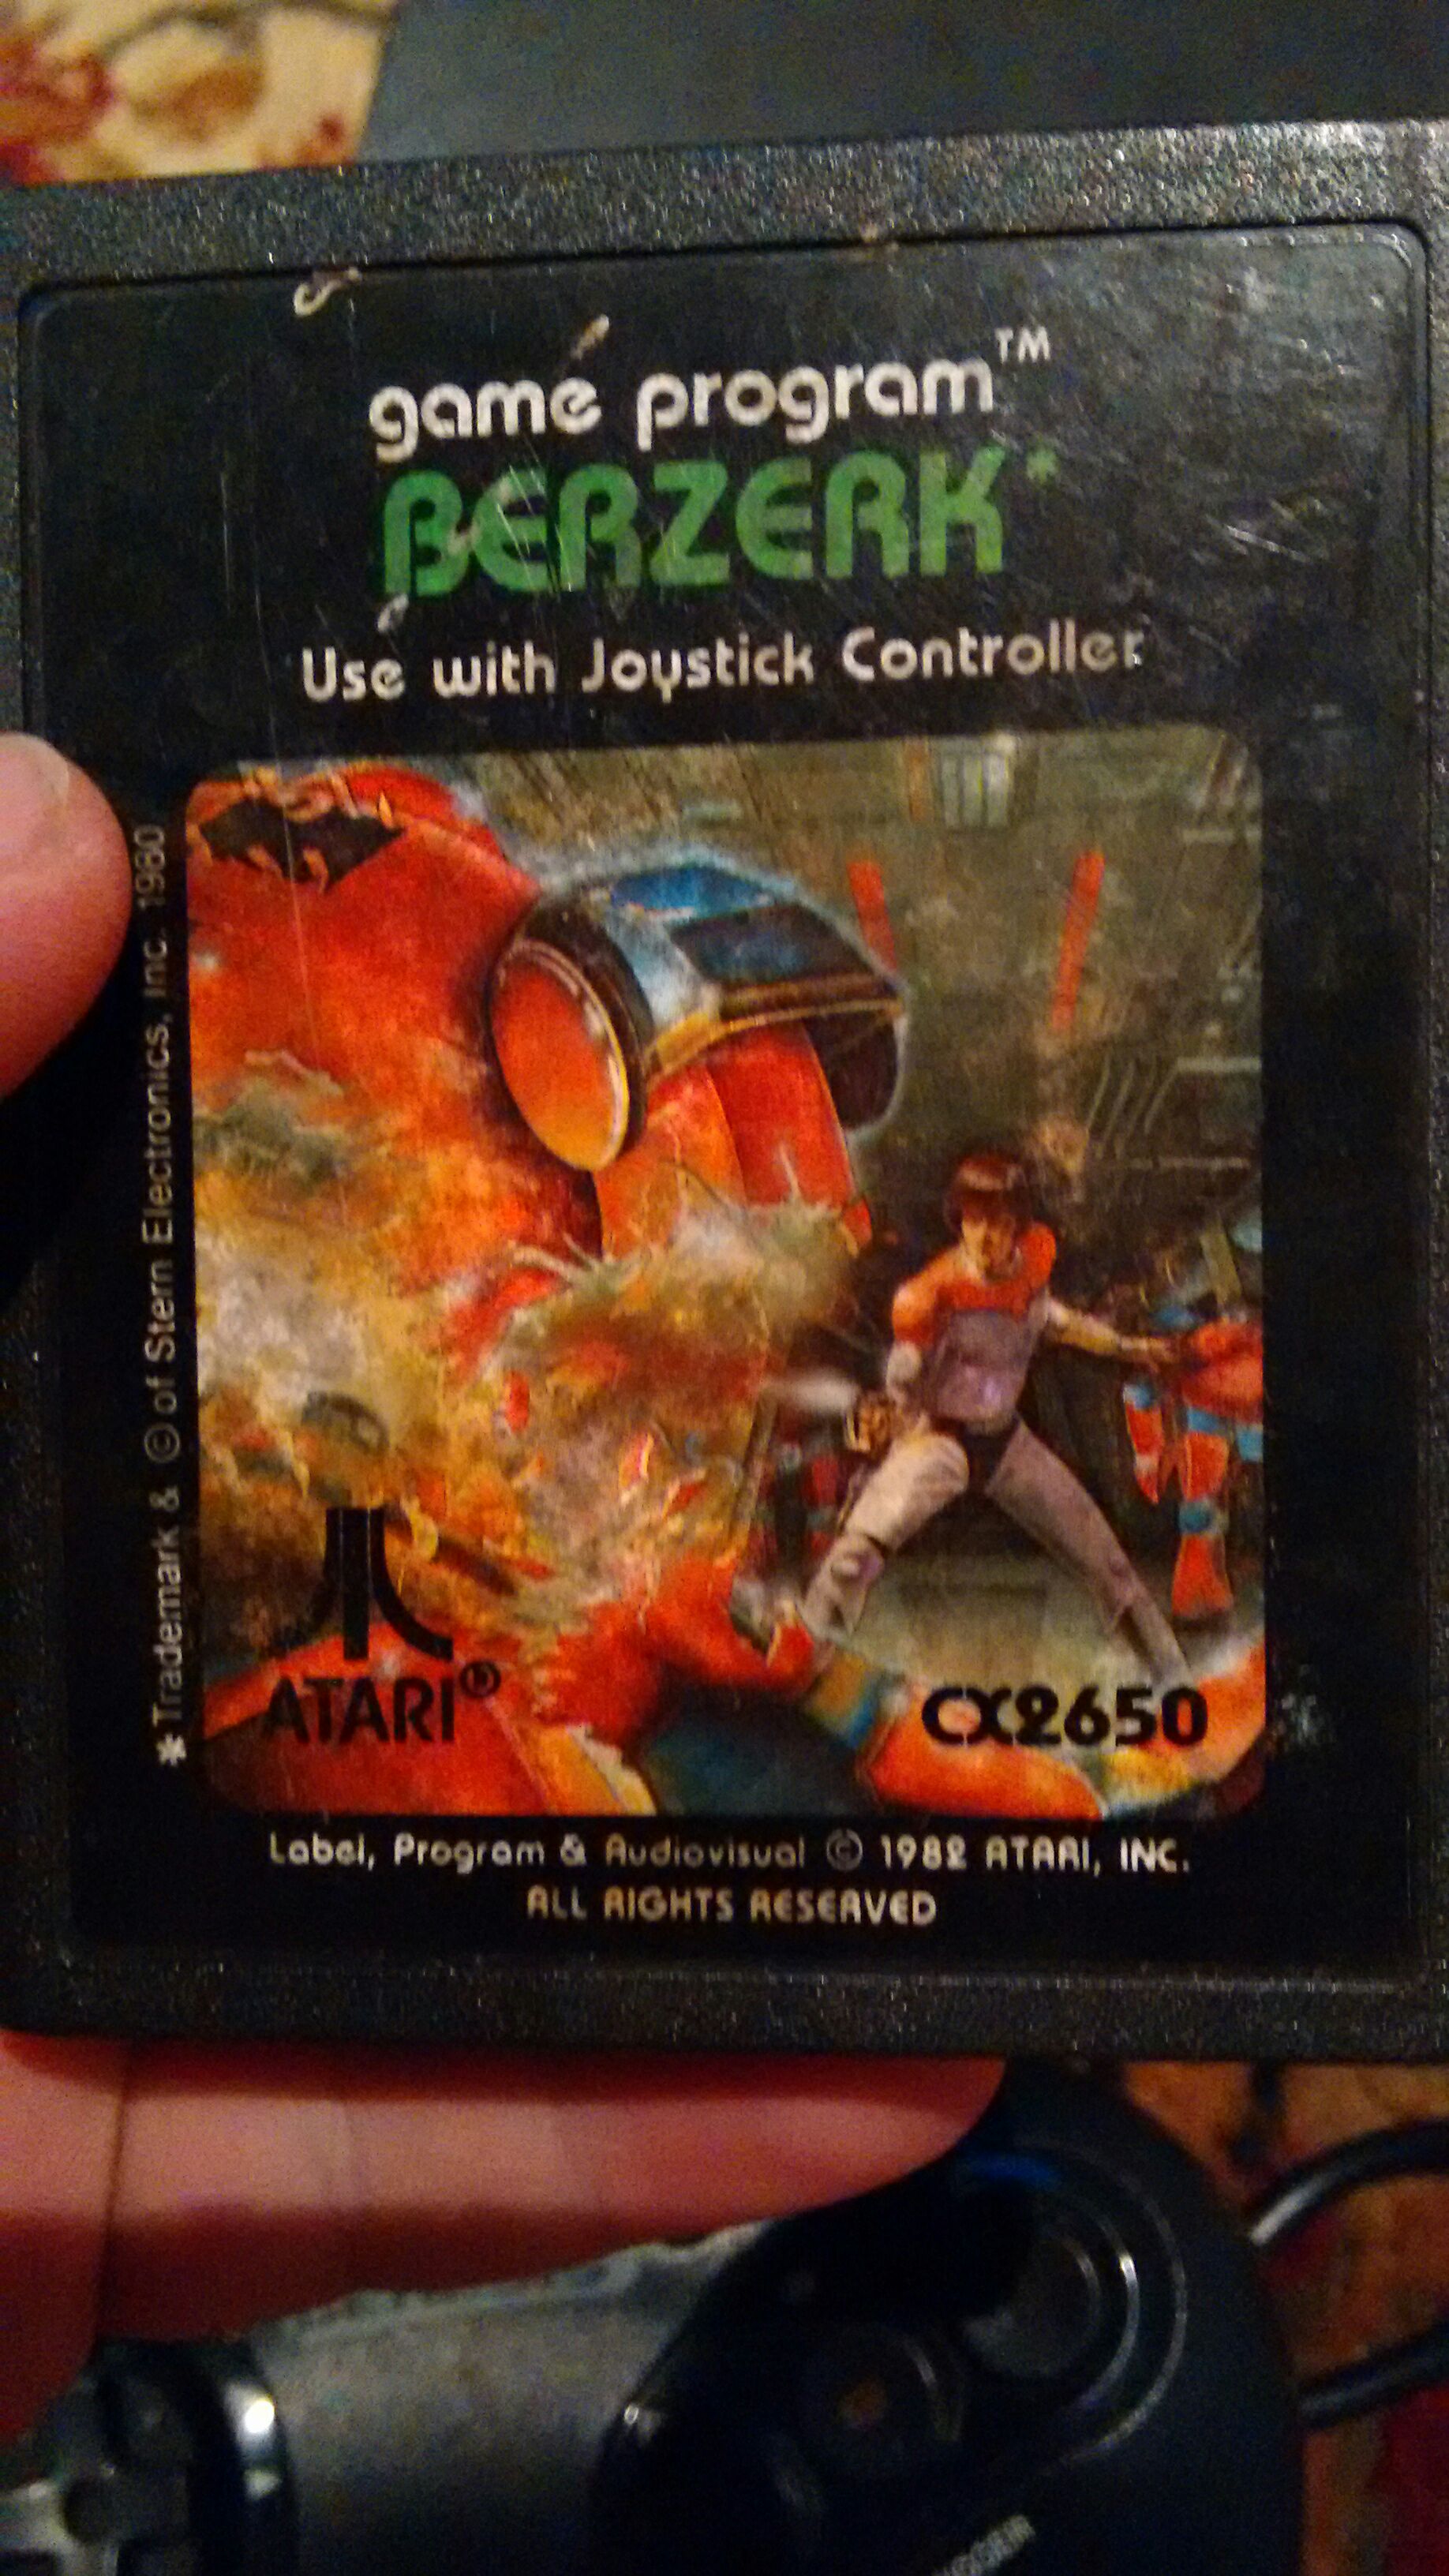 game program™
BERZERK*
Use with Joystick Controller
*Trademark & © of Stern Electronics, Inc. 1980
ATARI®
CX2650
Label, Program & Audiovisual © 1982 ATARI, INC.
ALL RIGHTS RESERVED